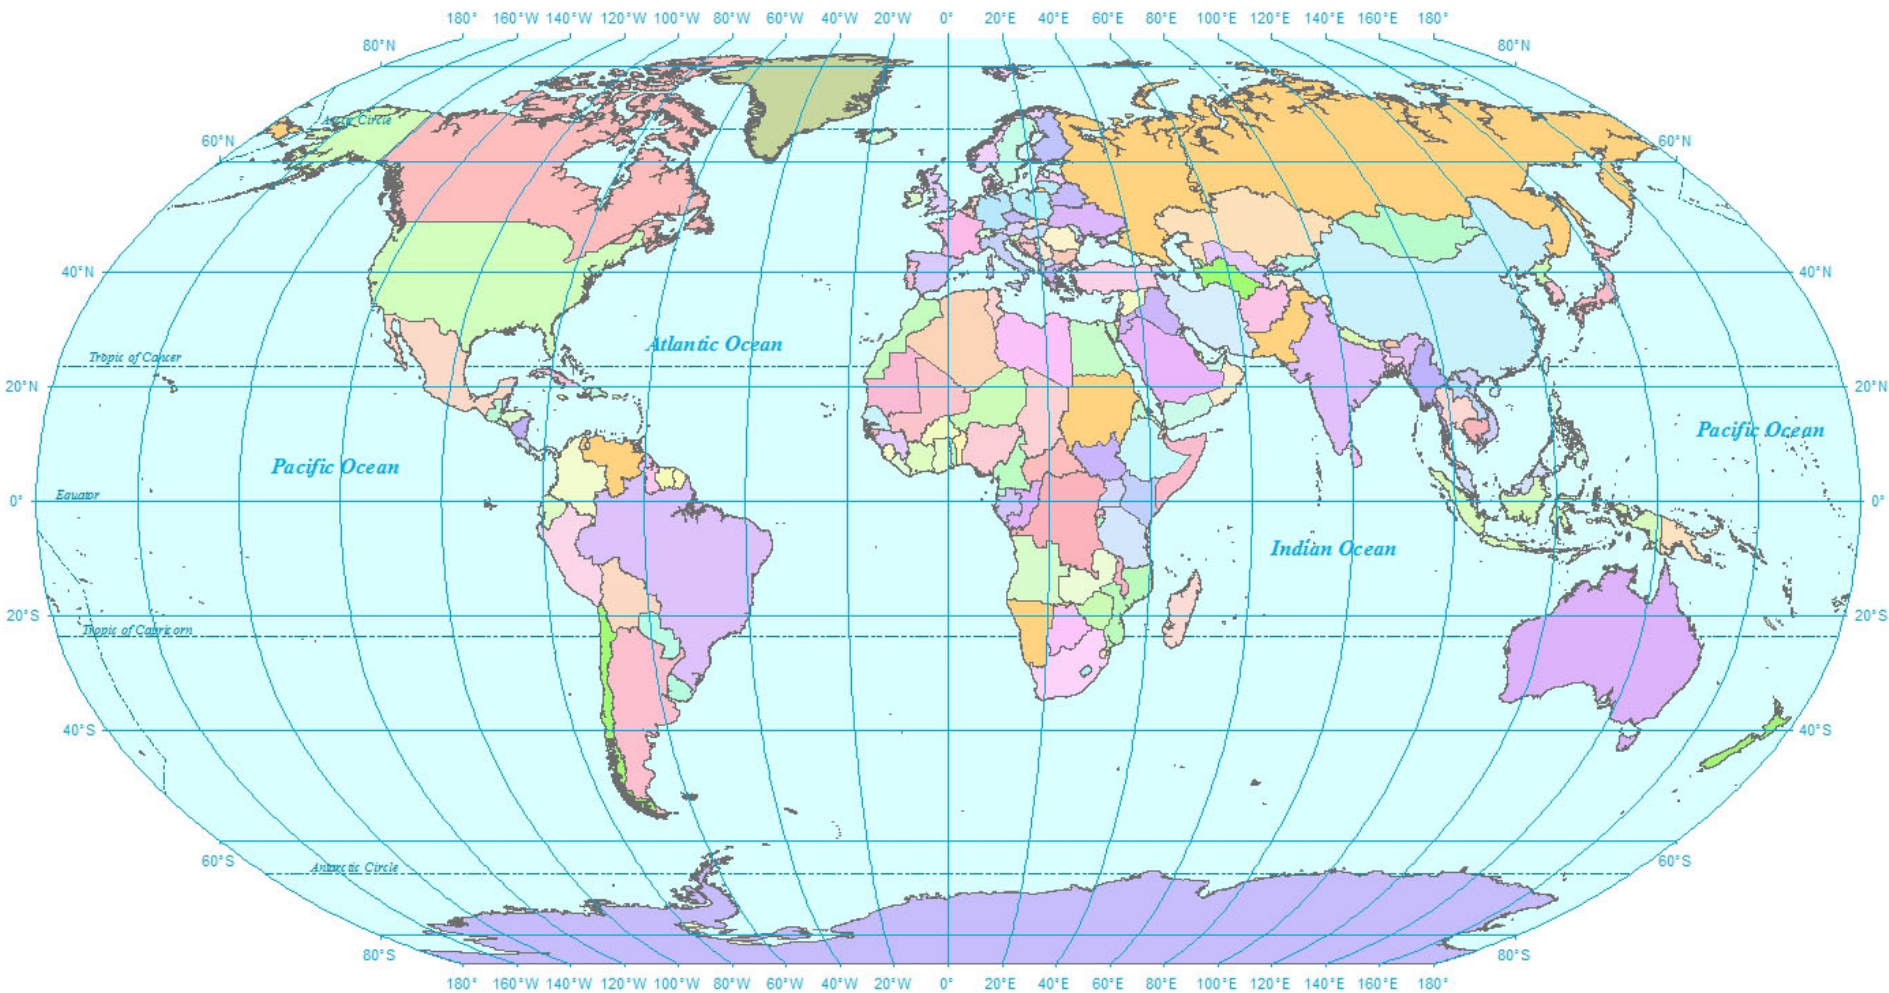 180° 160°W 140°W 120°W 100°W 80°W 60°W 40°W 20°W 0° 20°E 40°E 60°E 80°E 100°E 120°E 140°E 160°E 180°
80°N 80°N
Arctic Circle
60°N 60°N
40°N 40°N
Atlantic Ocean
Tropic of Cancer
20°N 20°N
Pacific Ocean
Pacific Ocean
Equator
0° 0°
Indian Ocean
20°S 20°S
Tropic of Capricorn
40°S 40°S
60°S 60°S
Antarctic Circle
80°S 80°S
180° 160°W 140°W 120°W 100°W 80°W 60°W 40°W 20°W 0° 20°E 40°E 60°E 80°E 100°E 120°E 140°E 160°E 180°